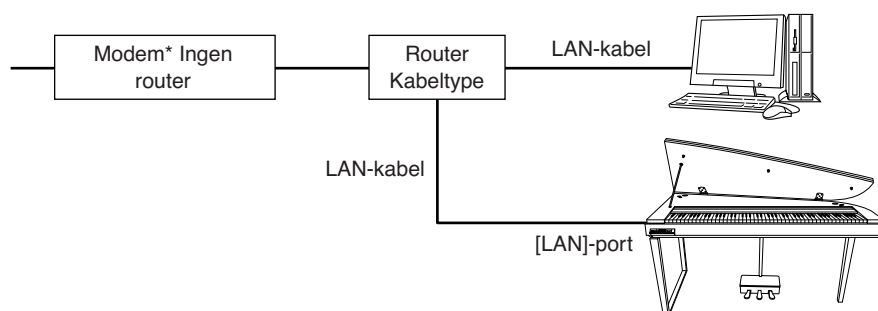 Modem* Ingen
router
Router
Kabeltype
LAN-kabel
LAN-kabel
[LAN]-port